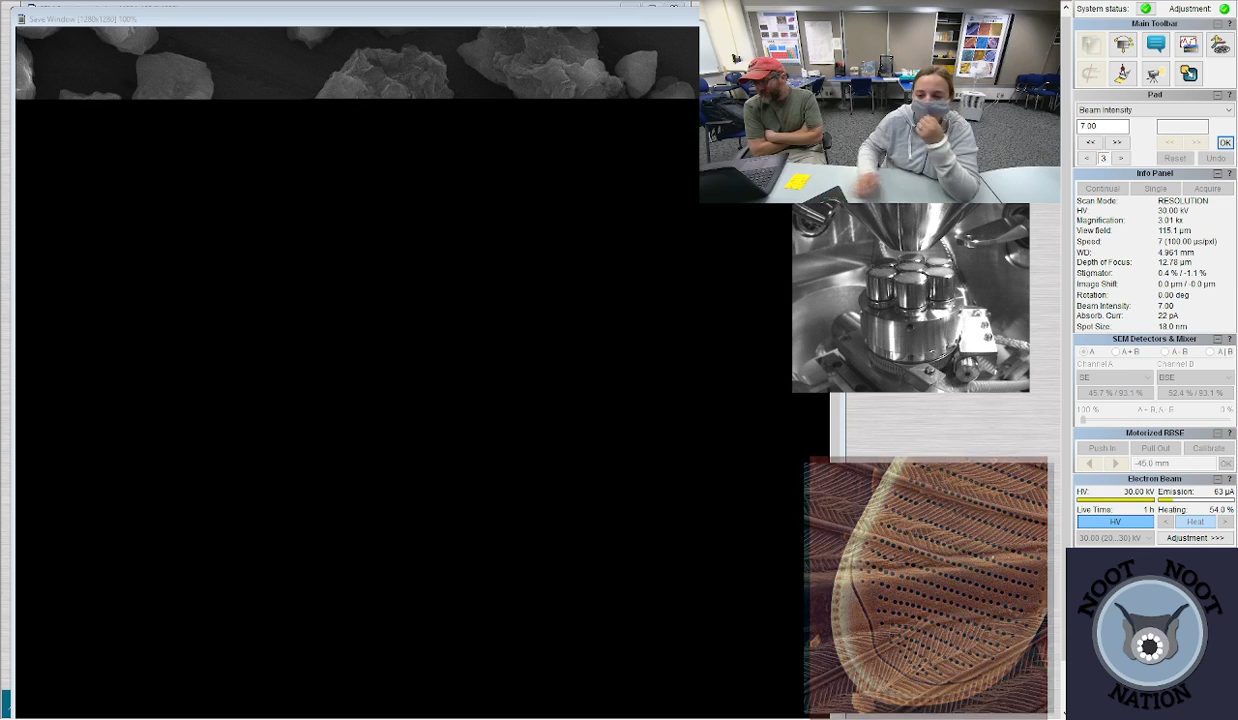 Save Window [1280x1280] 100%
System status: Adjustment:
Main Toolbar
Pad
Beam Intensity
7.00
<< >> << >> OK
< 3 > Reset Undo
Info Panel
Continual Single Acquire
Scan Mode: RESOLUTION
HV: 30.00 kV
Magnification: 3.01 kx
View field: 115.1 µm
Speed: 7 (100.00 µs/pxl)
WD: 4.961 mm
Depth of Focus: 12.78 µm
Stigmator: 0.4 % / -1.1 %
Image Shift: 0.0 µm / -0.0 µm
Rotation: 0.00 deg
Beam Intensity: 7.00
Absorb. Curr: 22 pA
Spot Size: 18.0 nm
SEM Detectors & Mixer
A A+B A-B A|B
Channel A
SE BSE
45.7 % / 93.1 % 52.4 % / 93.1 %
100 % A+B, A-B 0 %
Motorized RBSE
Push In Pull Out Calibrate
-45.0 mm OK
Electron Beam
HV: 30.00 kV Emission: 63 µA
Live Time: 1 h Heating: 54.0 %
HV < Heat >
30.00 (20...30) kV Adjustment >>>
NOOT NOOT
NATION